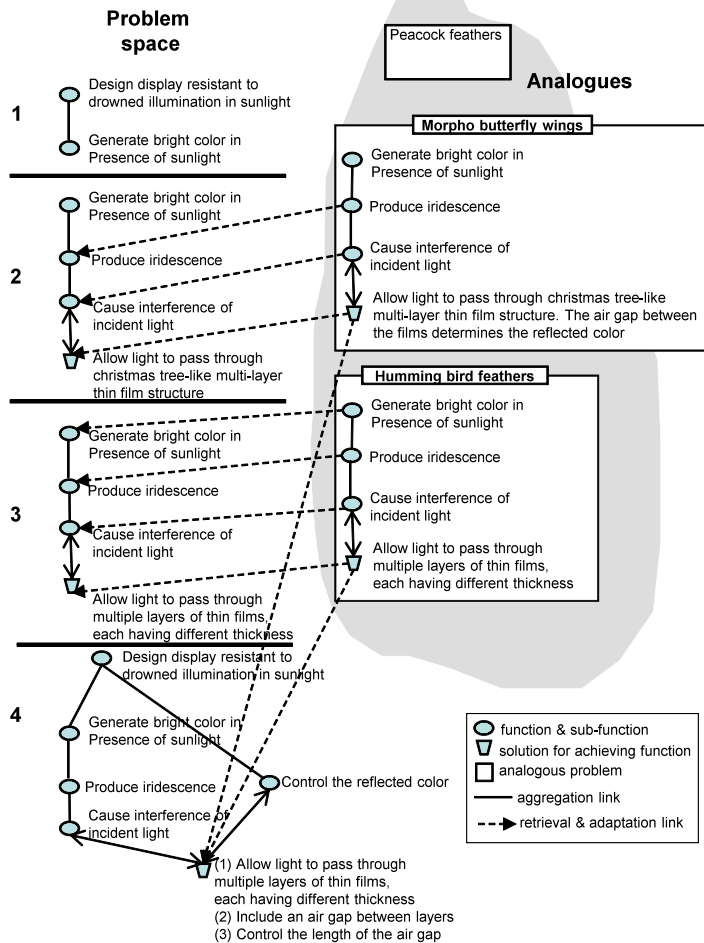 Problem
space
Peacock feathers
Analogues
1
Design display resistant to
drowned illumination in sunlight
Generate bright color in
Presence of sunlight
Morpho butterfly wings
Generate bright color in
Presence of sunlight
Produce iridescence
Cause interference of
incident light
Allow light to pass through christmas tree-like
multi-layer thin film structure. The air gap between
the films determines the reflected color
2
Generate bright color in
Presence of sunlight
Produce iridescence
Cause interference of
incident light
Allow light to pass through
christmas tree-like multi-layer
thin film structure
Humming bird feathers
Generate bright color in
Presence of sunlight
Produce iridescence
Cause interference of
incident light
Allow light to pass through
multiple layers of thin films,
each having different thickness
3
Generate bright color in
Presence of sunlight
Produce iridescence
Cause interference of
incident light
Allow light to pass through
multiple layers of thin films,
each having different thickness
4
Design display resistant to
drowned illumination in sunlight
Generate bright color in
Presence of sunlight
Produce iridescence
Cause interference of
incident light
Control the reflected color
(1) Allow light to pass through
multiple layers of thin films,
each having different thickness
(2) Include an air gap between layers
(3) Control the length of the air gap
function & sub-function
solution for achieving function
analogous problem
aggregation link
retrieval & adaptation link